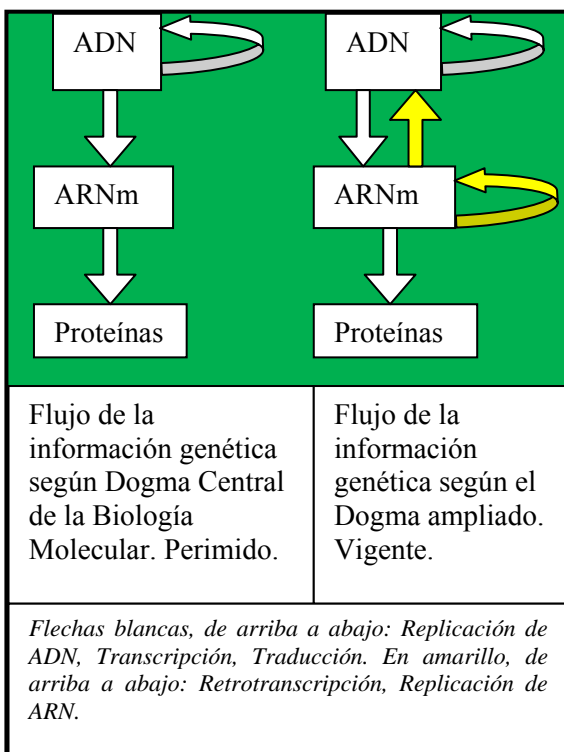 ADN
ADN
ARNm
ARNm
Proteínas
Proteínas
Flujo de la
información genética
según Dogma Central
de la Biología
Molecular. Perimido.
Flujo de la
información
genética según el
Dogma ampliado.
Vigente.
Flechas blancas, de arriba a abajo: Replicación de
ADN, Transcripción, Traducción. En amarillo, de
arriba a abajo: Retrotranscripción, Replicación de
ARN.